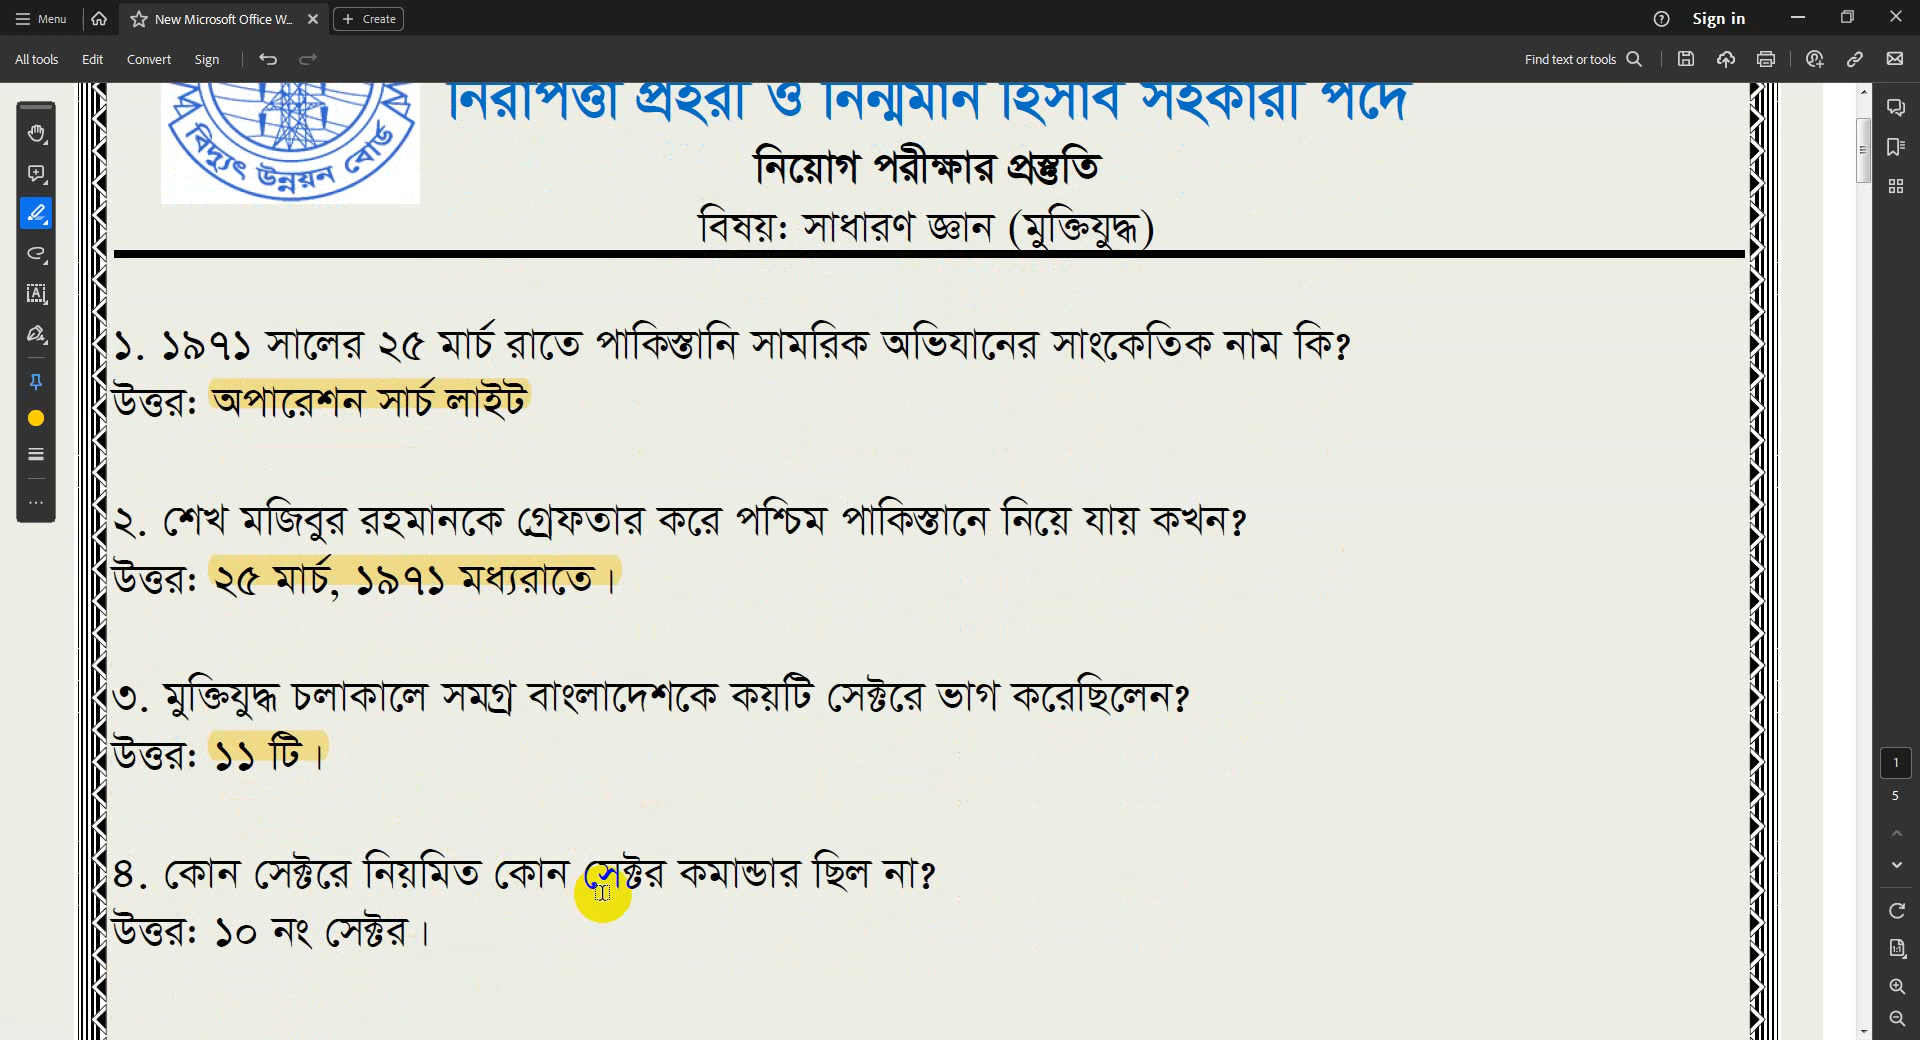 Menu
New Microsoft Office W...
Create
Sign in
All tools
Edit
Convert
Sign
Find text or tools
বিদ্যুৎ উন্নয়ন বোর্ড
নিরাপত্তা প্রহরী ও নিন্মমান হিসাব সহকারী পদে
নিয়োগ পরীক্ষার প্রস্তুতি
বিষয়: সাধারণ জ্ঞান (মুক্তিযুদ্ধ)
১. ১৯৭১ সালের ২৫ মার্চ রাতে পাকিস্তানি সামরিক অভিযানের সাংকেতিক নাম কি?
উত্তর: অপারেশন সার্চ লাইট
২. শেখ মজিবুর রহমানকে গ্রেফতার করে পশ্চিম পাকিস্তানে নিয়ে যায় কখন?
উত্তর: ২৫ মার্চ, ১৯৭১ মধ্যরাতে।
৩. মুক্তিযুদ্ধ চলাকালে সমগ্র বাংলাদেশকে কয়টি সেক্টরে ভাগ করেছিলেন?
উত্তর: ১১ টি।
৪. কোন সেক্টরে নিয়মিত কোন সেক্টর কমান্ডার ছিল না?
উত্তর: ১০ নং সেক্টর।
1
5